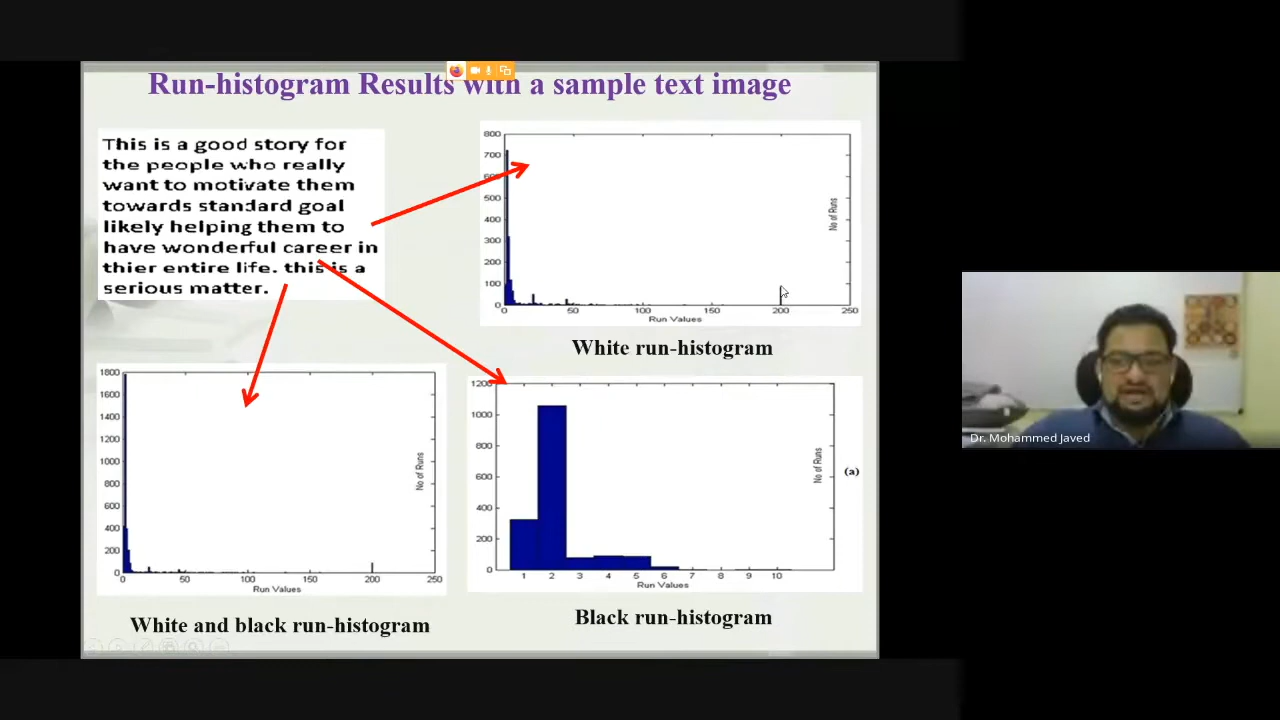 Run-histogram Results with a sample text image
This is a good story for
the people who really
want to motivate them
towards standard goal
likely helping them to
have wonderful career in
thier entire life. this is a
serious matter.
800
700
600
500
400
300
200
100
0
0 50 100 150 200 250
Run Values
No of Runs
White run-histogram
1800
1600
1400
1200
1000
800
600
400
200
0
0 50 100 150 200 250
Run Values
No of Runs
White and black run-histogram
1200
1000
800
600
400
200
0
1 2 3 4 5 6 7 8 9 10
Run Values
No of Runs
(a)
Black run-histogram
Dr. Mohammed Javed